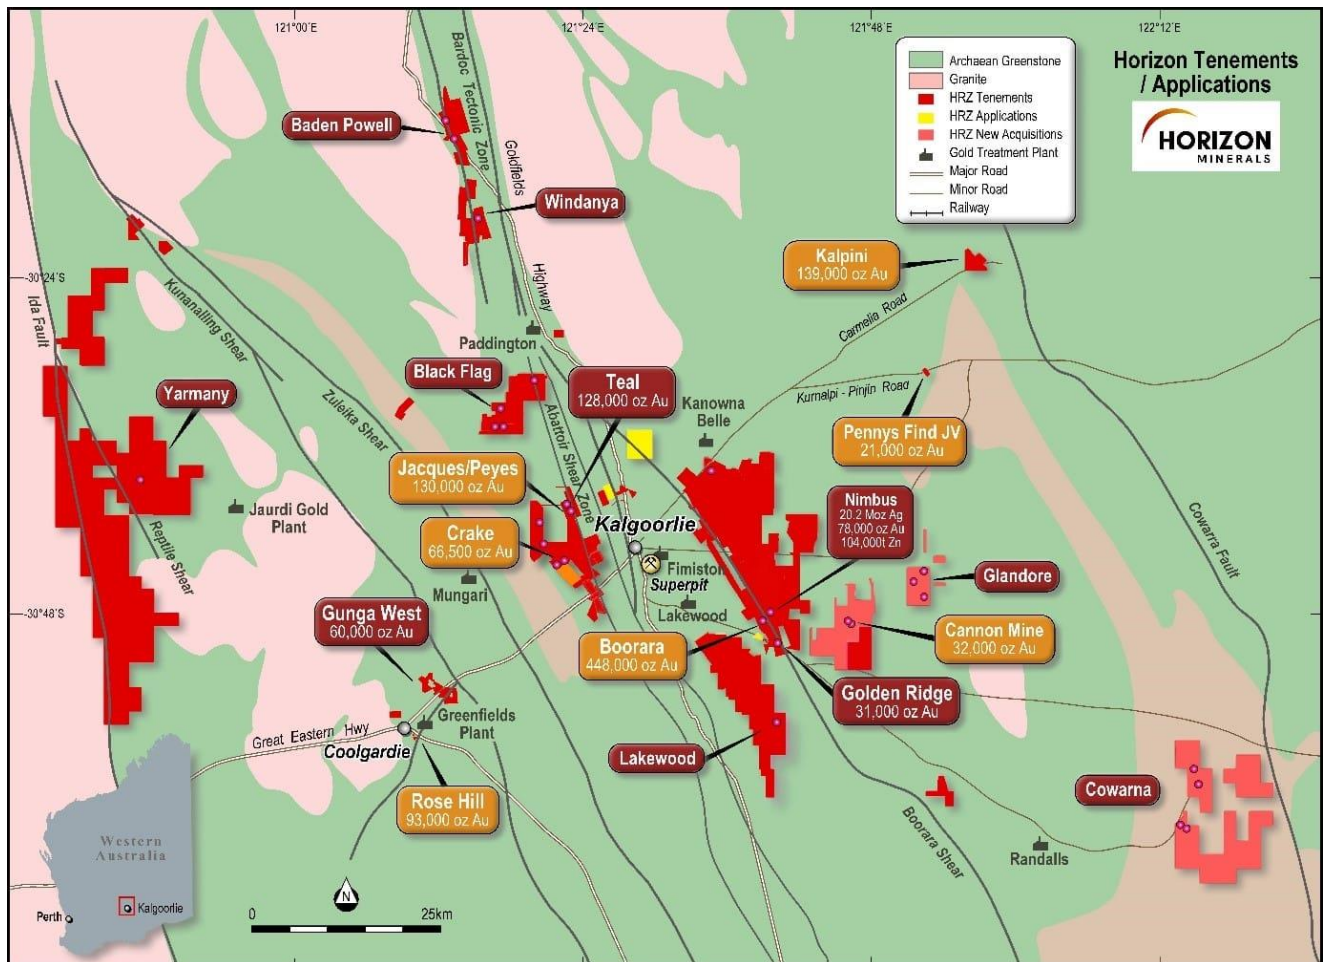 121°00'E
121°24'E
121°48'E
122°12'E
Horizon Tenements
/ Applications
HORIZON
MINERALS
Archaean Greenstone
Granite
HRZ Tenements
HRZ Applications
HRZ New Acquisitions
Gold Treatment Plant
Major Road
Minor Road
Railway
Bardoc Tectonic Zone
Goldfields
Highway
Baden Powell
Windanya
Kalpini
139,000 oz Au
-30°24'S
Ida Fault
Kunanalling Shear
Carmelia Road
Paddington
Black Flag
Teal
128,000 oz Au
Kurnalpi - Pinjin Road
Yarmany
Zuleika Shear
Abattoir Shear Zone
Kanowna
Belle
Pennys Find JV
21,000 oz Au
Jacques/Peyes
130,000 oz Au
Nimbus
20.2 Moz Ag
78,000 oz Au
104,000t Zn
Jaurdi Gold
Plant
Reptile Shear
Crake
66,500 oz Au
Kalgoorlie
Cowarra Fault
Fimiston
Superpit
Glandore
Mungari
Lakewood
-30°48'S
Gunga West
60,000 oz Au
Cannon Mine
32,000 oz Au
Boorara
448,000 oz Au
Golden Ridge
31,000 oz Au
Greenfields
Plant
Great Eastern Hwy
Coolgardie
Lakewood
Rose Hill
93,000 oz Au
Cowarna
Boorara Shear
Randalls
Western
Australia
Perth
Kalgoorlie
N
0
25km